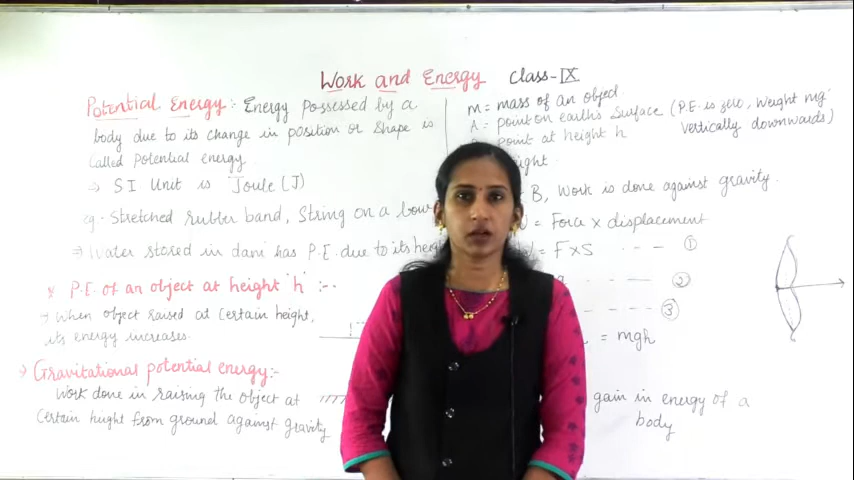 Work and Energy Class-IX
Potential Energy:- Energy possessed by a
body due to its change in position or shape is
called potential energy.
⇒ SI Unit is Joule (J)
eg- Stretched rubber band, String on a bow
⇒ Water stored in dam has P.E. due to its
* P.E. of an object at height 'h' :--
→ When object raised at certain height,
its energy increases.
→ Gravitational potential energy:-
Work done in raising the object at
certain height from ground against gravity
m = mass of an object
A = point on earth's surface (P.E. is zero, weight mg
vertically downwards)
point at height h
B, Work is done against gravity.
= Force x displacement
= F x S - - - ①
- - - ②
- - - ③
= mgh
gain in energy of a
body